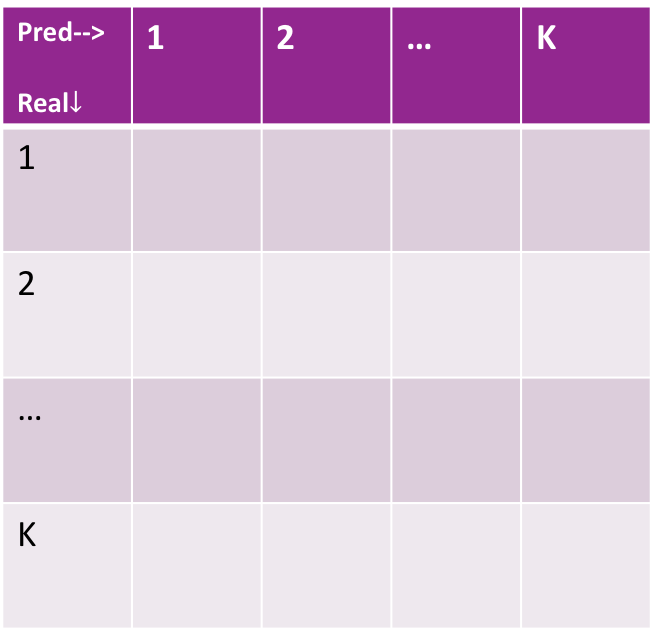 Pred--> 1 2 ... K
Real↓
1
2
...
K